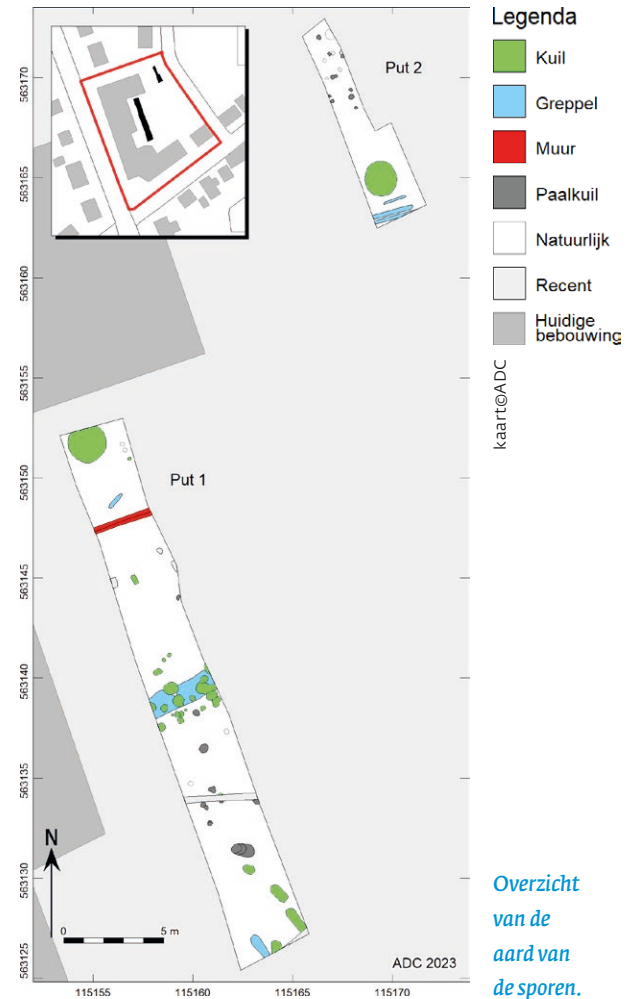 Legenda
Kuil
Greppel
Muur
Paalkuil
Natuurlijk
Recent
Huidige
bebouwing
kaart©ADC
Put 2
Put 1
563170
563165
563160
563155
563150
563145
563140
563135
563130
563125
N
0 5 m
ADC 2023
115155 115160 115165 115170
Overzicht
van de
aard van
de sporen.